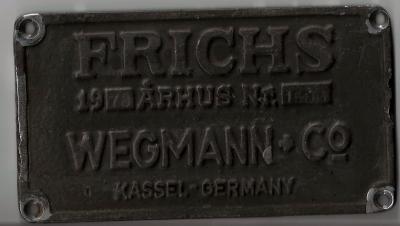 FRICHS
19 ÅRHUS Nr.
WEGMANN + Co
KASSEL-GERMANY